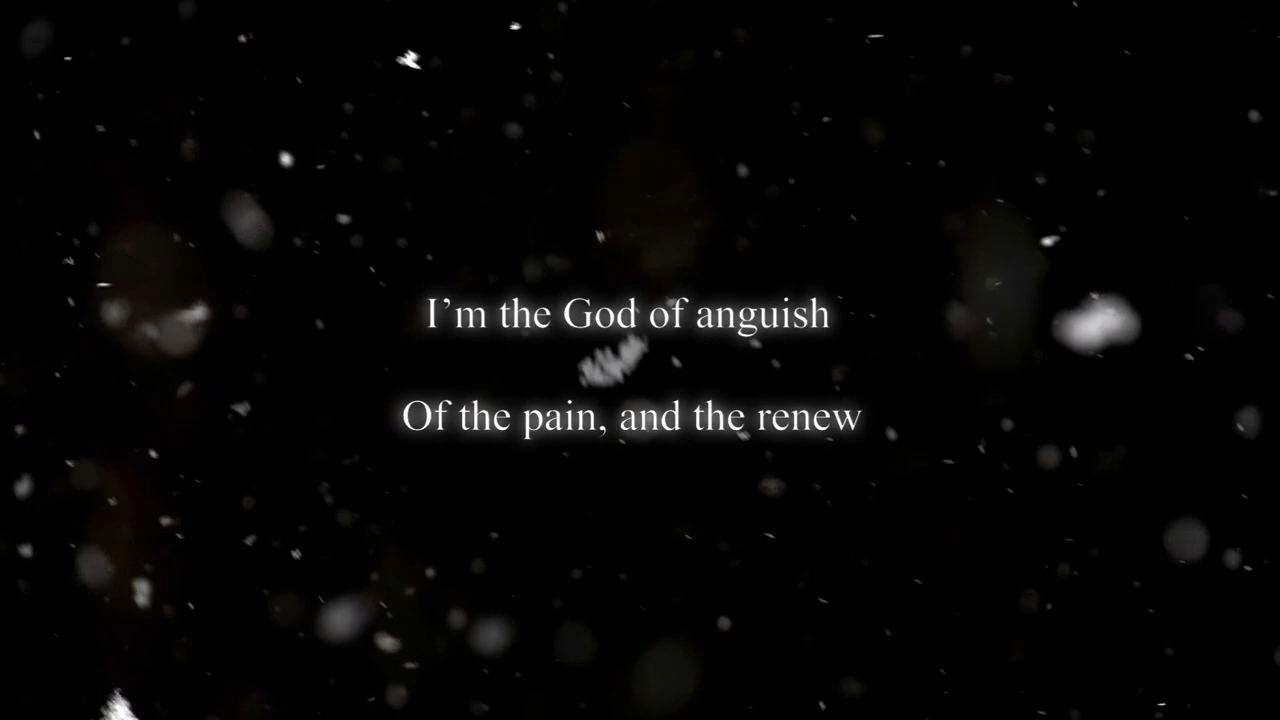 I’m the God of anguish
Of the pain, and the renew